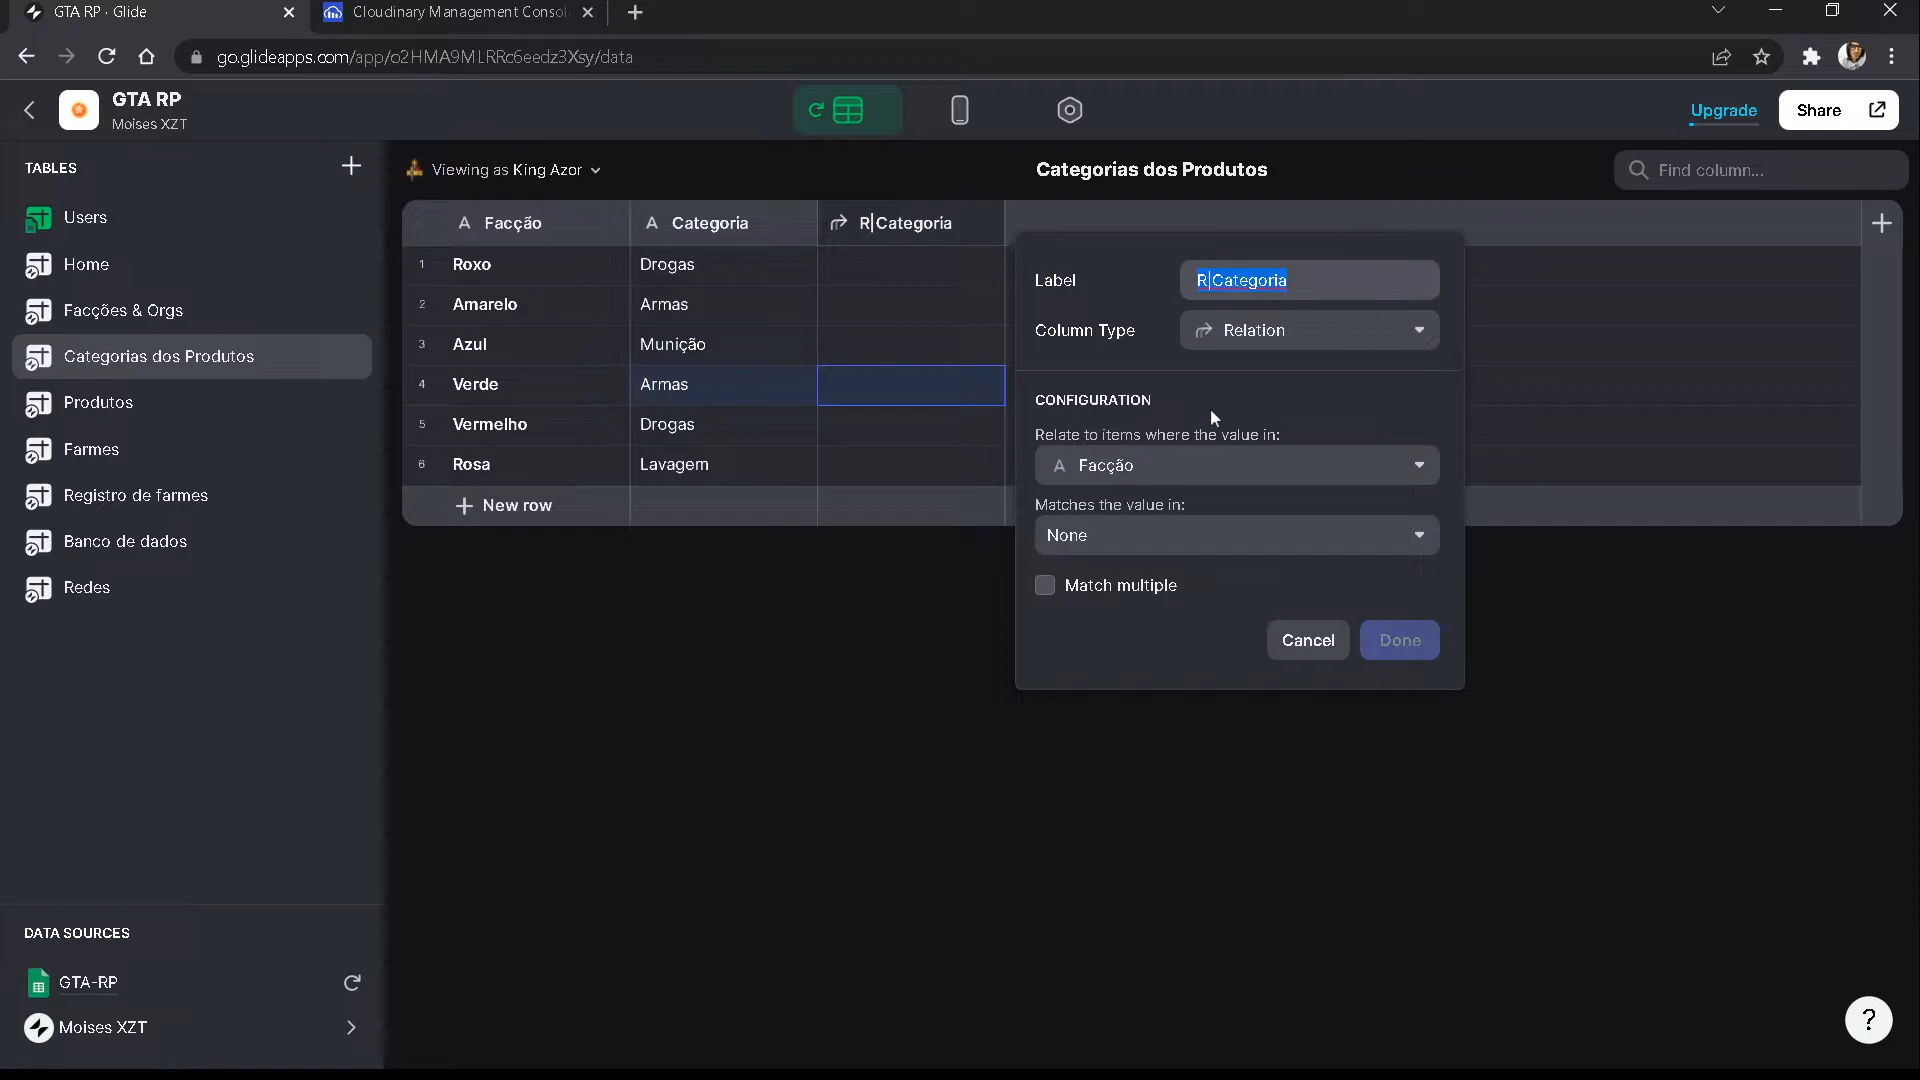 GTA RP · Glide
Cloudinary Management Consol
go.glideapps.com/app/o2HMA9MLRRc6eedz3Xsy/data
GTA RP
Moises XZT
Upgrade
Share
TABLES
Users
Home
Facções & Orgs
Categorias dos Produtos
Produtos
Farmes
Registro de farmes
Banco de dados
Redes
DATA SOURCES
GTA-RP
Moises XZT
Viewing as King Azor
Categorias dos Produtos
Find column...
A Facção A Categoria R|Categoria
1 Roxo Drogas
2 Amarelo Armas
3 Azul Munição
4 Verde Armas
5 Vermelho Drogas
6 Rosa Lavagem
New row
Label R|Categoria
Column Type Relation
CONFIGURATION
Relate to items where the value in:
A Facção
Matches the value in:
None
Match multiple
Cancel Done
?